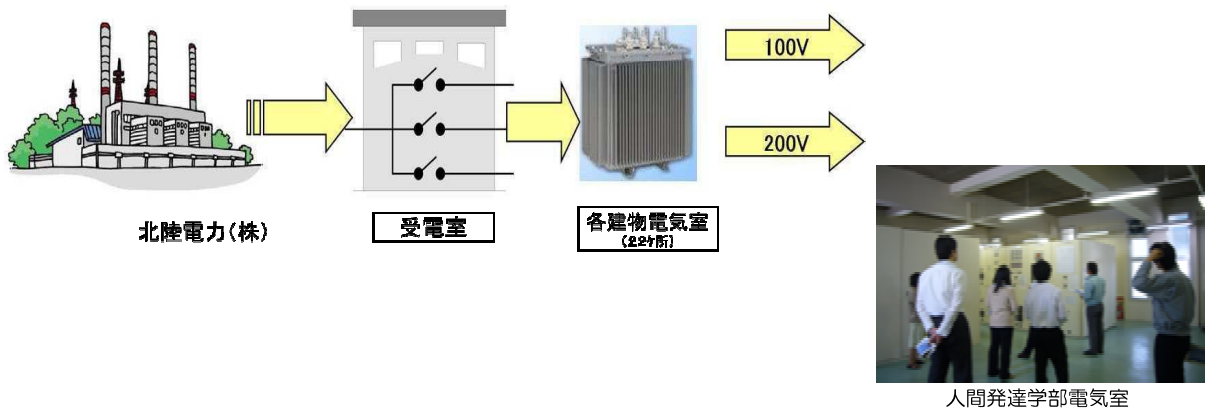 100V
200V
北陸電力(株)
受電室
各建物電気室
(22ヶ所)
人間発達学部電気室